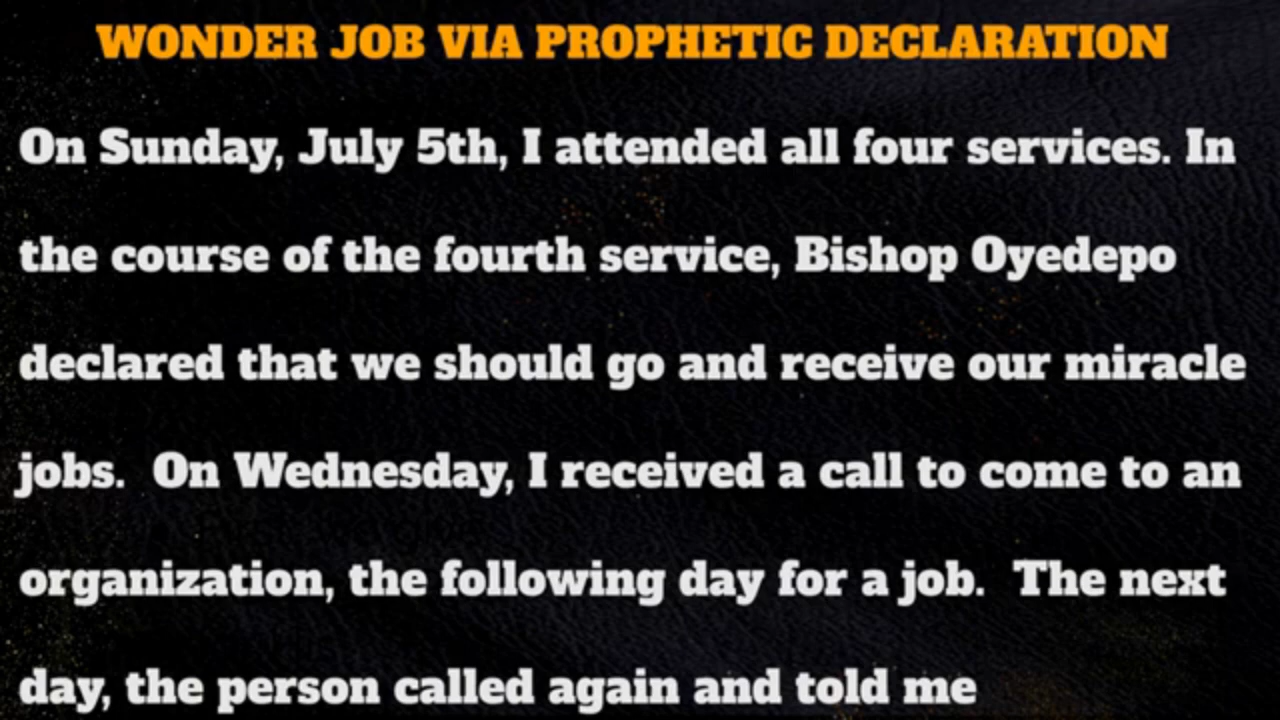 WONDER JOB VIA PROPHETIC DECLARATION
On Sunday, July 5th, I attended all four services. In
the course of the fourth service, Bishop Oyedepo
declared that we should go and receive our miracle
jobs.  On Wednesday, I received a call to come to an
organization, the following day for a job.  The next
day, the person called again and told me